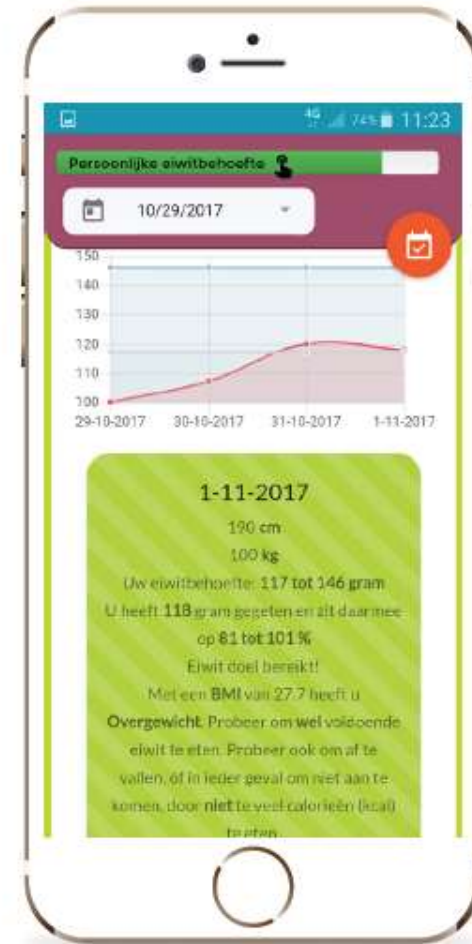 4G 74% 11:23
Persoonlijke eiwitbehoefte
10/29/2017
150
140
130
120
110
100
29-10-2017 30-10-2017 31-10-2017 1-11-2017
1-11-2017
190 cm
100 kg
Uw eiwitbehoefte: 117 tot 146 gram
U heeft 118 gram gegeten en zit daarmee
op 81 tot 101 %
Eiwit doel bereikt!
Met een BMI van 27.7 heeft u
Overgewicht. Probeer om wel voldoende
eiwit te eten. Probeer ook om af te
vallen, of in ieder geval om niet aan te
komen, door niet te veel calorieën (kcal)
te eten